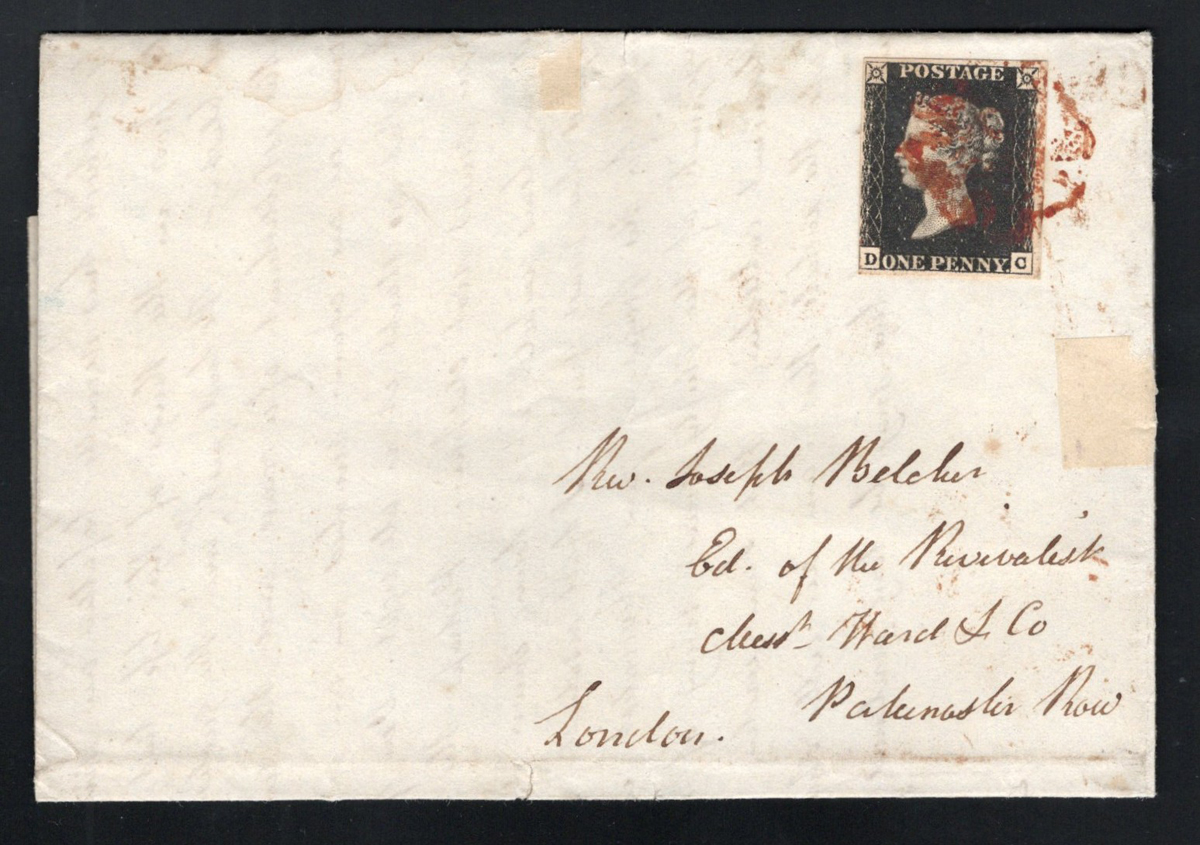 POSTAGE
D ONE PENNY. C
Rev. Joseph Belcher
Ed. of the Revivalist
Messrs Ward & Co
Paternoster Row
London.